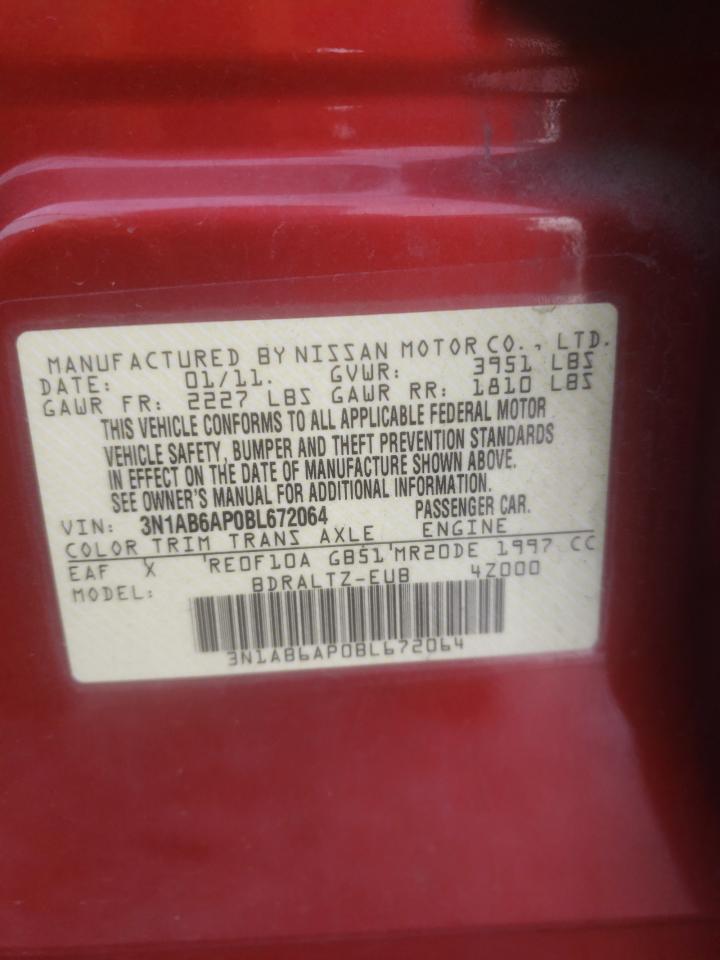 MANUFACTURED BY NISSAN MOTOR CO., LTD.
DATE: 01/11. GVWR: 3951 LBS
GAWR FR: 2227 LBS GAWR RR: 1810 LBS
THIS VEHICLE CONFORMS TO ALL APPLICABLE FEDERAL MOTOR
VEHICLE SAFETY, BUMPER AND THEFT PREVENTION STANDARDS
IN EFFECT ON THE DATE OF MANUFACTURE SHOWN ABOVE.
SEE OWNER'S MANUAL FOR ADDITIONAL INFORMATION.
VIN: 3N1AB6AP0BL672064 PASSENGER CAR.
COLOR TRIM TRANS AXLE ENGINE
EAF X 'RE0F10A GB51'MR20DE 1997 CC
MODEL: BDRALTZ-EUB 4Z000
3N1AB6AP0BL672064